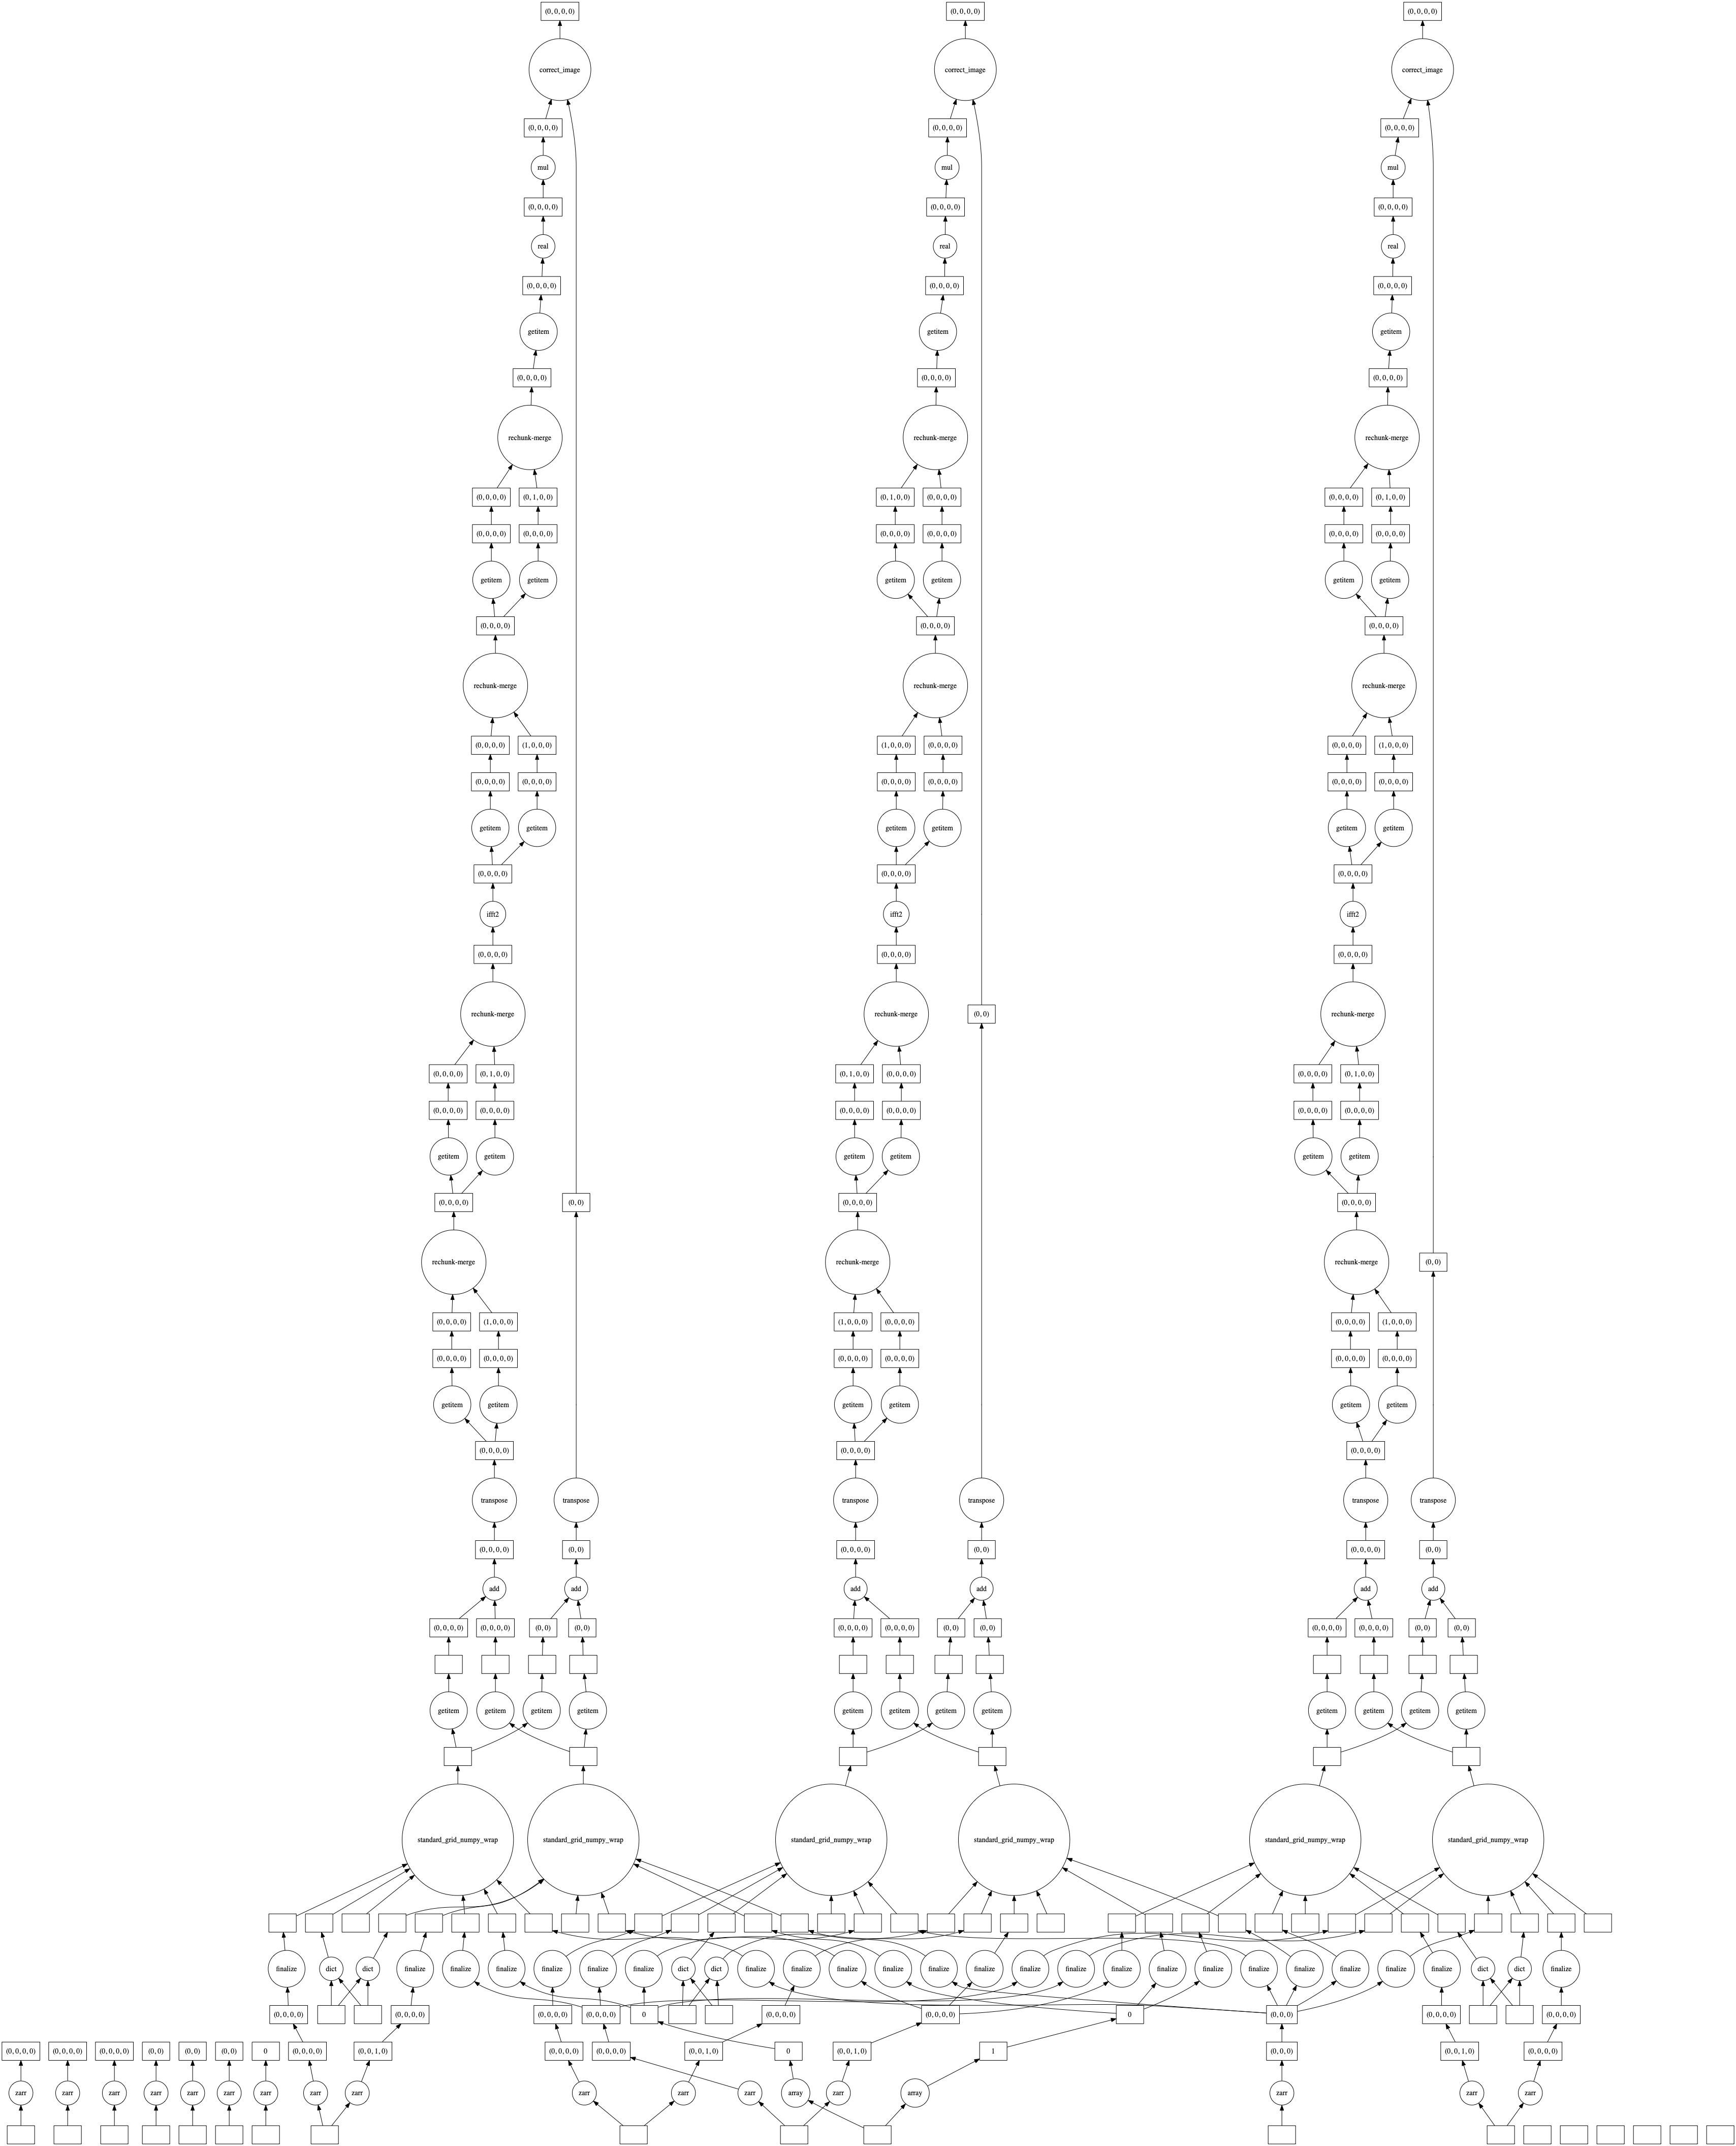 (0, 0, 0, 0) (0, 0, 0, 0) (0, 0, 0, 0)
correct_image correct_image correct_image
(0, 0, 0, 0) (0, 0, 0, 0) (0, 0, 0, 0)
mul mul mul
(0, 0, 0, 0) (0, 0, 0, 0) (0, 0, 0, 0)
real real real
(0, 0, 0, 0) (0, 0, 0, 0) (0, 0, 0, 0)
getitem getitem getitem
(0, 0, 0, 0) (0, 0, 0, 0) (0, 0, 0, 0)
rechunk-merge rechunk-merge rechunk-merge
(0, 0, 0, 0) (0, 1, 0, 0) (0, 1, 0, 0) (0, 0, 0, 0) (0, 0, 0, 0) (0, 1, 0, 0)
(0, 0, 0, 0) (0, 0, 0, 0) (0, 0, 0, 0) (0, 0, 0, 0) (0, 0, 0, 0) (0, 0, 0, 0)
getitem getitem getitem getitem getitem getitem
(0, 0, 0, 0) (0, 0, 0, 0) (0, 0, 0, 0)
rechunk-merge rechunk-merge rechunk-merge
(0, 0, 0, 0) (1, 0, 0, 0) (1, 0, 0, 0) (0, 0, 0, 0) (0, 0, 0, 0) (1, 0, 0, 0)
(0, 0, 0, 0) (0, 0, 0, 0) (0, 0, 0, 0) (0, 0, 0, 0) (0, 0, 0, 0) (0, 0, 0, 0)
getitem getitem getitem getitem getitem getitem
(0, 0, 0, 0) (0, 0, 0, 0) (0, 0, 0, 0)
ifft2 ifft2 ifft2
(0, 0, 0, 0) (0, 0, 0, 0) (0, 0, 0, 0)
rechunk-merge rechunk-merge (0, 0) rechunk-merge
(0, 0, 0, 0) (0, 1, 0, 0) (0, 1, 0, 0) (0, 0, 0, 0) (0, 0, 0, 0) (0, 1, 0, 0)
(0, 0, 0, 0) (0, 0, 0, 0) (0, 0, 0, 0) (0, 0, 0, 0) (0, 0, 0, 0) (0, 0, 0, 0)
getitem getitem getitem getitem getitem getitem
(0, 0, 0, 0) (0, 0) (0, 0, 0, 0) (0, 0, 0, 0)
rechunk-merge rechunk-merge rechunk-merge (0, 0)
(0, 0, 0, 0) (1, 0, 0, 0) (1, 0, 0, 0) (0, 0, 0, 0) (0, 0, 0, 0) (1, 0, 0, 0)
(0, 0, 0, 0) (0, 0, 0, 0) (0, 0, 0, 0) (0, 0, 0, 0) (0, 0, 0, 0) (0, 0, 0, 0)
getitem getitem getitem getitem getitem getitem
(0, 0, 0, 0) (0, 0, 0, 0) (0, 0, 0, 0)
transpose transpose transpose transpose transpose transpose
(0, 0, 0, 0) (0, 0) (0, 0, 0, 0) (0, 0) (0, 0, 0, 0) (0, 0)
add add add add add add
(0, 0, 0, 0) (0, 0, 0, 0) (0, 0) (0, 0) (0, 0, 0, 0) (0, 0, 0, 0) (0, 0) (0, 0) (0, 0, 0, 0) (0, 0, 0, 0) (0, 0) (0, 0)
getitem getitem getitem getitem getitem getitem getitem getitem getitem getitem getitem getitem
standard_grid_numpy_wrap standard_grid_numpy_wrap standard_grid_numpy_wrap standard_grid_numpy_wrap standard_grid_numpy_wrap standard_grid_numpy_wrap
finalize dict dict finalize finalize finalize finalize finalize finalize dict dict finalize finalize finalize finalize finalize finalize finalize finalize finalize finalize finalize finalize finalize finalize finalize finalize dict dict finalize
(0, 0, 0, 0) (0, 0, 0, 0) (0, 0, 0, 0) (0, 0, 0, 0) 0 (0, 0, 0, 0) (0, 0, 0, 0) 0 (0, 0, 0) (0, 0, 0, 0) (0, 0, 0, 0)
(0, 0, 0, 0) (0, 0, 0, 0) (0, 0, 0, 0) (0, 0) (0, 0) (0, 0) 0 (0, 0, 0, 0) (0, 0, 1, 0) (0, 0, 0, 0) (0, 0, 0, 0) (0, 0, 1, 0) 0 (0, 0, 1, 0) 1 (0, 0, 0) (0, 0, 1, 0) (0, 0, 0, 0)
zarr zarr zarr zarr zarr zarr zarr zarr zarr zarr zarr zarr array zarr array zarr zarr zarr